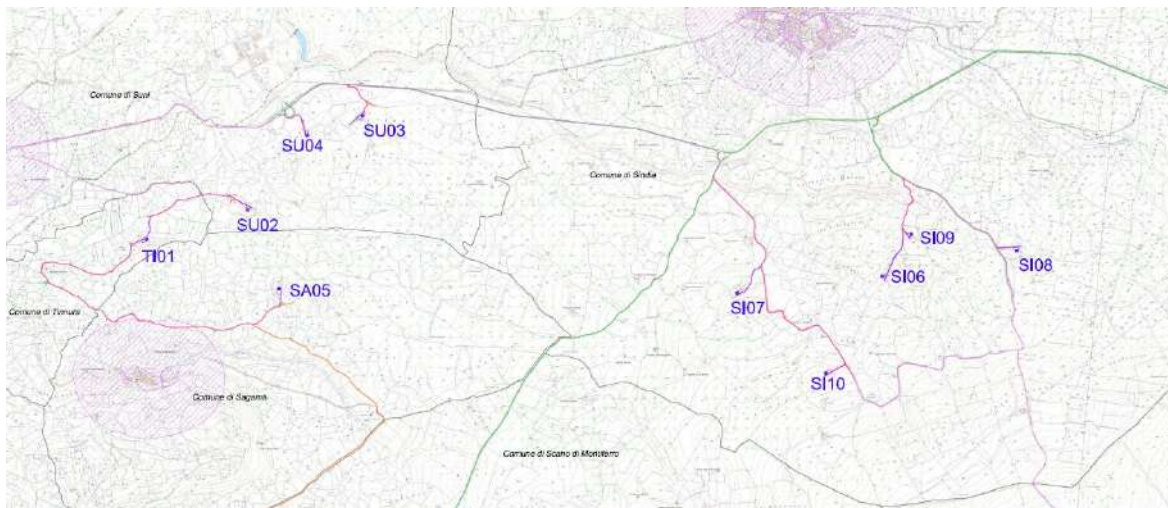 Comune di Suni
SU03
SU04
Comune di Sindia
SU02
TI01
SI09
SI08
SI06
SA05
SI07
Comune di Tinnura
SI10
Comune di Sagama
Comune di Scano di Montiferro